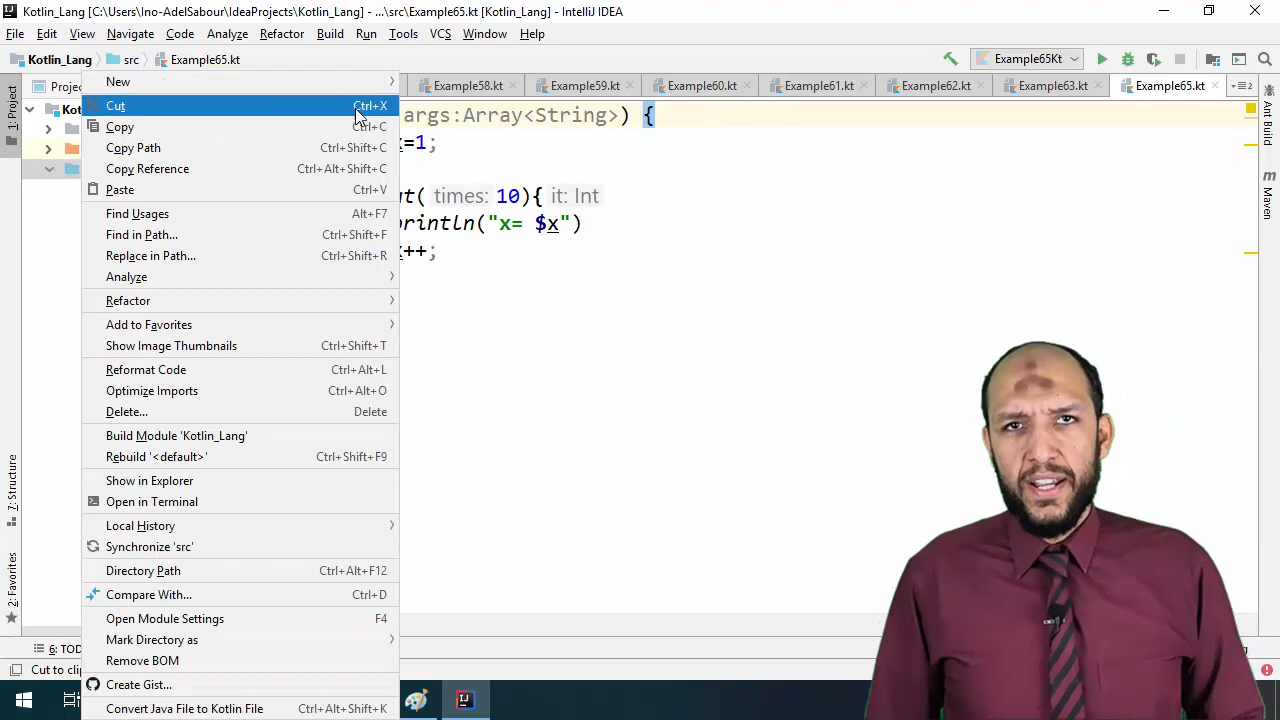 Kotlin_Lang [C:\Users\Ino-AdelSabour\IdeaProjects\Kotlin_Lang] - ...\src\Example65.kt [Kotlin_Lang] - IntelliJ IDEA
File Edit View Navigate Code Analyze Refactor Build Run Tools VCS Window Help
Kotlin_Lang src Example65.kt Example65Kt
1: Project
Example58.kt Example59.kt Example60.kt Example61.kt Example62.kt Example63.kt Example65.kt
New
Cut Ctrl+X
Copy Ctrl+C
Copy Path Ctrl+Shift+C
Copy Reference Ctrl+Alt+Shift+C
Paste Ctrl+V
Find Usages Alt+F7
Find in Path... Ctrl+Shift+F
Replace in Path... Ctrl+Shift+R
Analyze
Refactor
Add to Favorites
Show Image Thumbnails Ctrl+Shift+T
Reformat Code Ctrl+Alt+L
Optimize Imports Ctrl+Alt+O
Delete... Delete
Build Module 'Kotlin_Lang'
Rebuild '<default>' Ctrl+Shift+F9
Show in Explorer
Open in Terminal
Local History
Synchronize 'src'
Directory Path Ctrl+Alt+F12
Compare With... Ctrl+D
Open Module Settings F4
Mark Directory as
Remove BOM
Create Gist...
Convert Java File to Kotlin File Ctrl+Alt+Shift+K
args:Array<String>) {
=1;
times: 10){ it: Int
println("x= $x")
++;
Ant Build
Maven
7: Structure
2: Favorites
6: TOD
Cut to cli